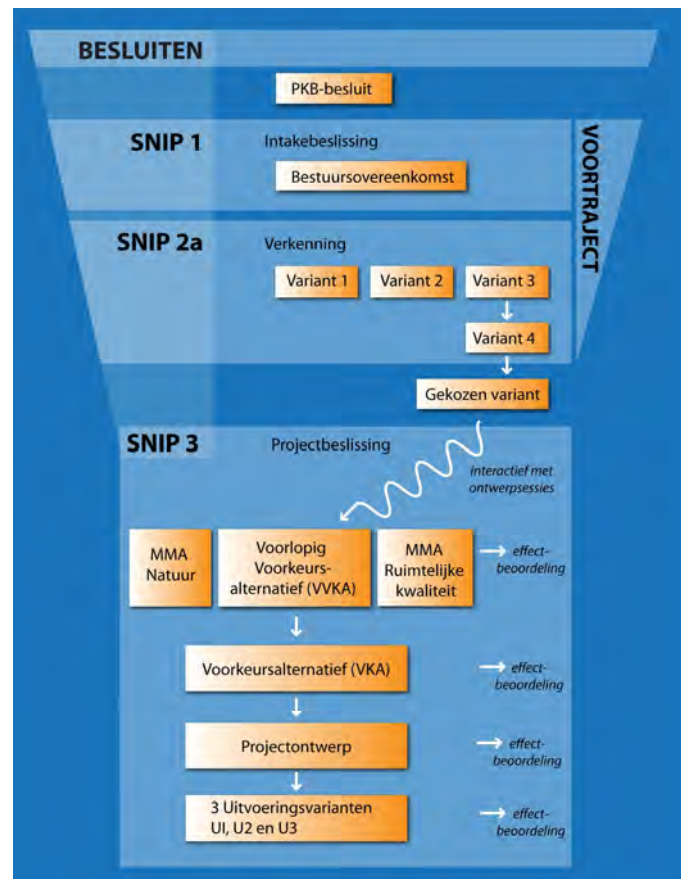 BESLUITEN
PKB-besluit
SNIP 1
Intakebeslissing
Bestuursovereenkomst
VOORTRAJECT
SNIP 2a
Verkenning
Variant 1
Variant 2
Variant 3
Variant 4
Gekozen variant
SNIP 3
Projectbeslissing
interactief met
ontwerpsessies
MMA
Natuur
Voorlopig
Voorkeurs-
alternatief (VVKA)
MMA
Ruimtelijke
kwaliteit
effect-
beoordeling
Voorkeursalternatief (VKA)
effect-
beoordeling
Projectontwerp
effect-
beoordeling
3 Uitvoeringsvarianten
UI, U2 en U3
effect-
beoordeling